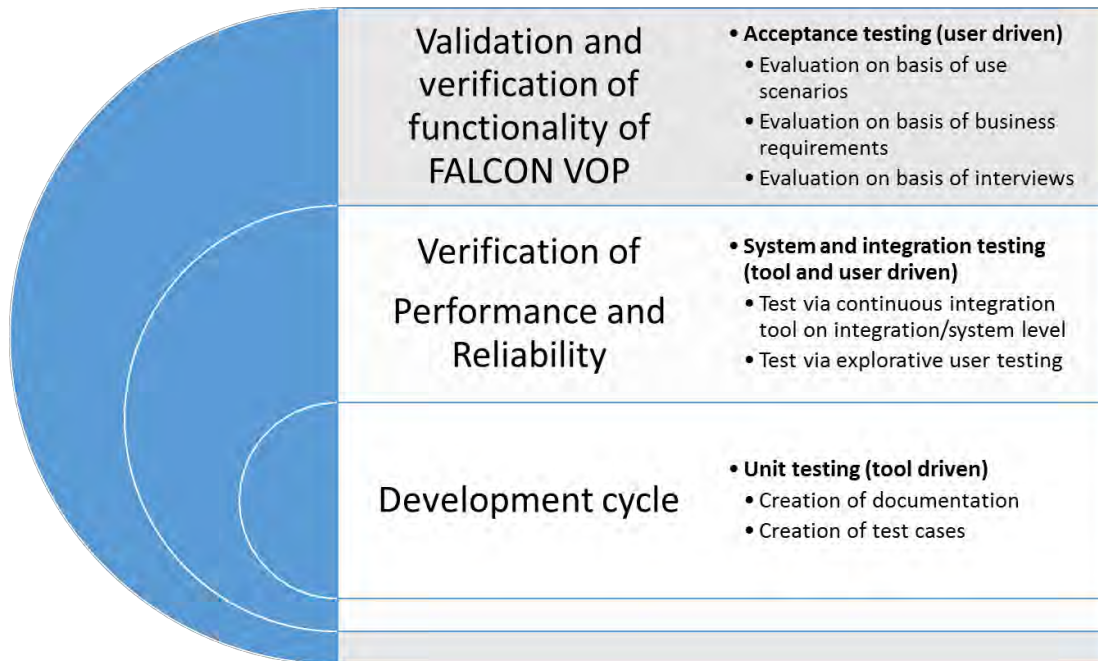 Validation and
verification of
functionality of
FALCON VOP
• Acceptance testing (user driven)
• Evaluation on basis of use
scenarios
• Evaluation on basis of business
requirements
• Evaluation on basis of interviews
Verification of
Performance and
Reliability
• System and integration testing
(tool and user driven)
• Test via continuous integration
tool on integration/system level
• Test via explorative user testing
Development cycle
• Unit testing (tool driven)
• Creation of documentation
• Creation of test cases